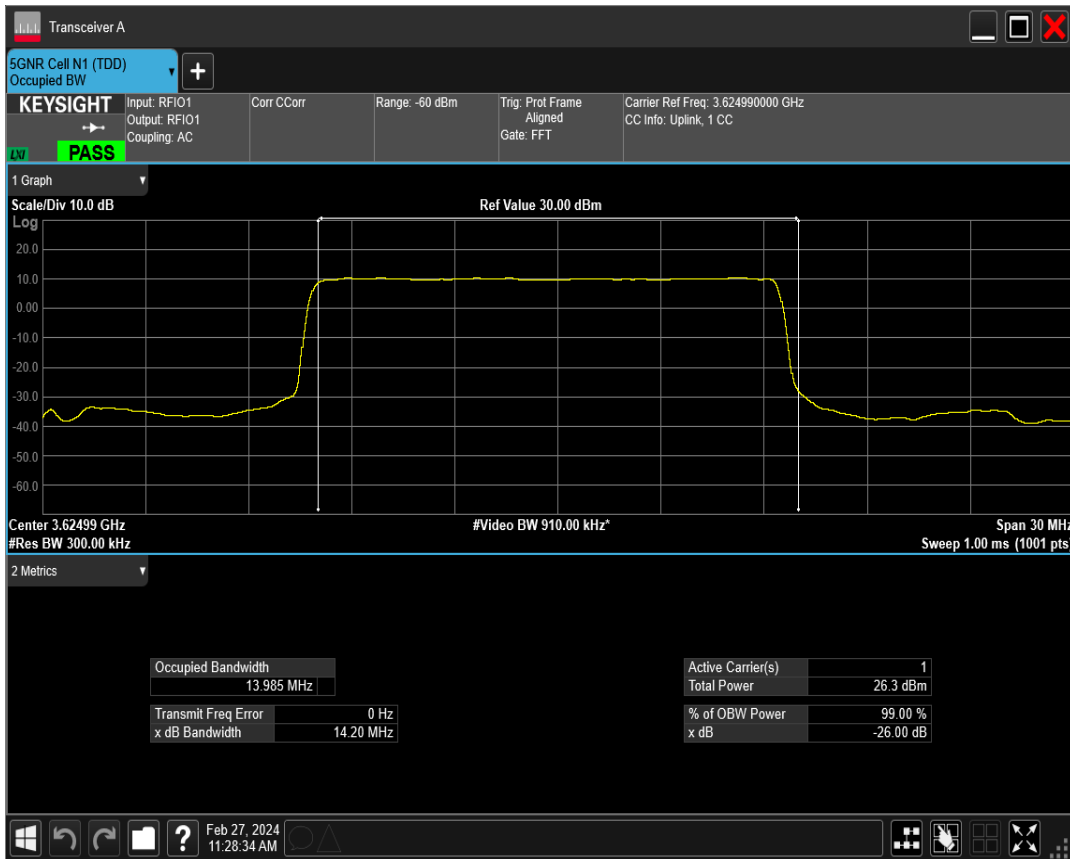 Transceiver A
5GNR Cell N1 (TDD)
Occupied BW
+
KEYSIGHT
LXI
PASS
Input: RFIO1
Output: RFIO1
Coupling: AC
Corr CCorr
Range: -60 dBm
Trig: Prot Frame
Aligned
Gate: FFT
Carrier Ref Freq: 3.624990000 GHz
CC Info: Uplink, 1 CC
1 Graph
Scale/Div 10.0 dB
Ref Value 30.00 dBm
Log
20.0
10.0
0.00
-10.0
-20.0
-30.0
-40.0
-50.0
-60.0
Center 3.62499 GHz
#Video BW 910.00 kHz*
Span 30 MHz
#Res BW 300.00 kHz
Sweep 1.00 ms (1001 pts)
2 Metrics
Occupied Bandwidth
13.985 MHz
Transmit Freq Error 0 Hz
x dB Bandwidth 14.20 MHz
Active Carrier(s) 1
Total Power 26.3 dBm
% of OBW Power 99.00 %
x dB -26.00 dB
?
Feb 27, 2024
11:28:34 AM